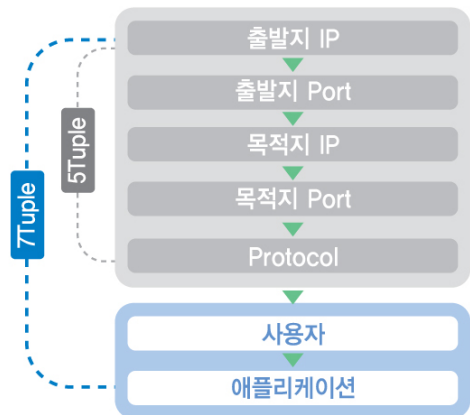 출발지 IP
출발지 Port
목적지 IP
목적지 Port
Protocol
사용자
애플리케이션
5Tuple
7Tuple